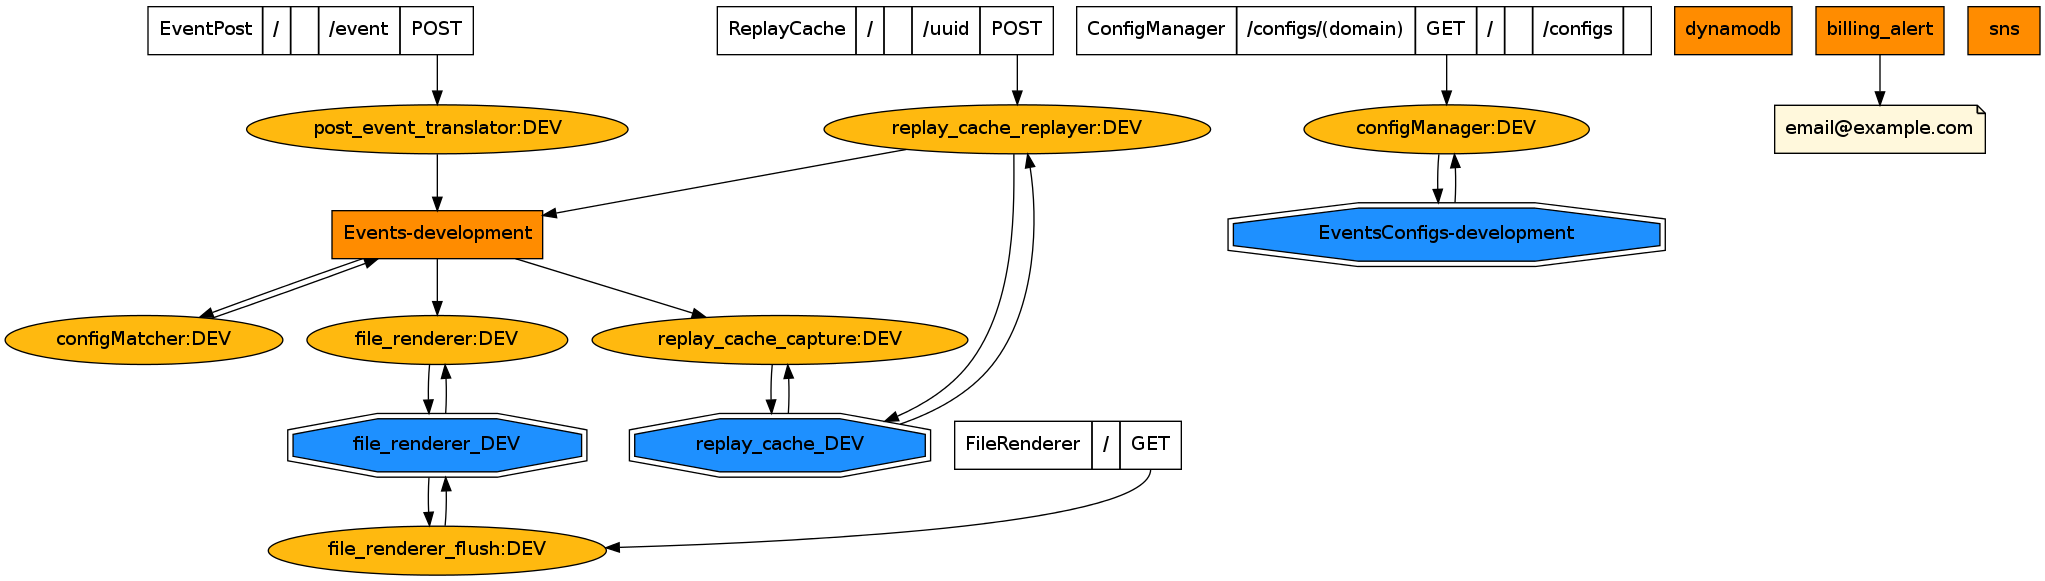 EventPost / /event POST
ReplayCache / /uuid POST
ConfigManager /configs/(domain) GET / /configs
dynamodb
billing_alert
sns
post_event_translator:DEV
replay_cache_replayer:DEV
configManager:DEV
email@example.com
Events-development
EventsConfigs-development
configMatcher:DEV
file_renderer:DEV
replay_cache_capture:DEV
file_renderer_DEV
replay_cache_DEV
FileRenderer / GET
file_renderer_flush:DEV